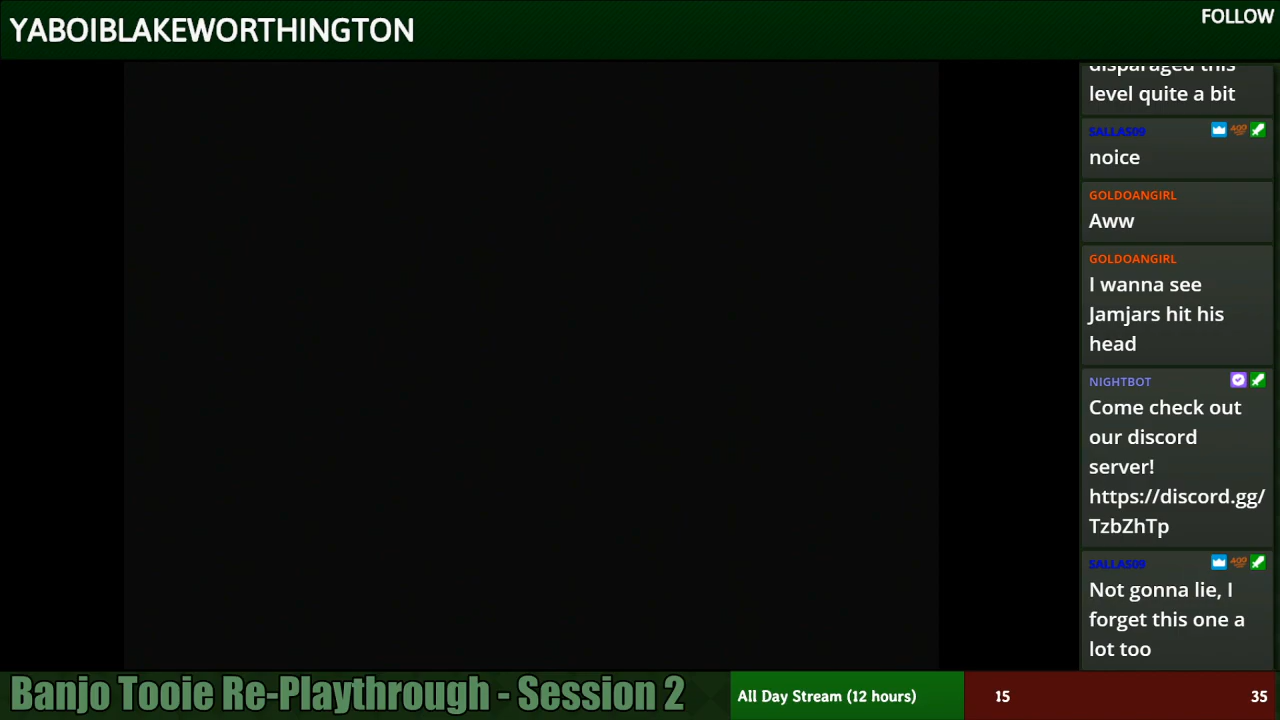 YABOIBLAKEWORTHINGTON
FOLLOW
disparaged this
level quite a bit
SALLAS09
noice
GOLDOANGIRL
Aww
GOLDOANGIRL
I wanna see
Jamjars hit his
head
NIGHTBOT
Come check out
our discord
server!
https://discord.gg/
TzbZhTp
SALLAS09
Not gonna lie, I
forget this one a
lot too
Banjo Tooie Re-Playthrough - Session 2
All Day Stream (12 hours)
15
35